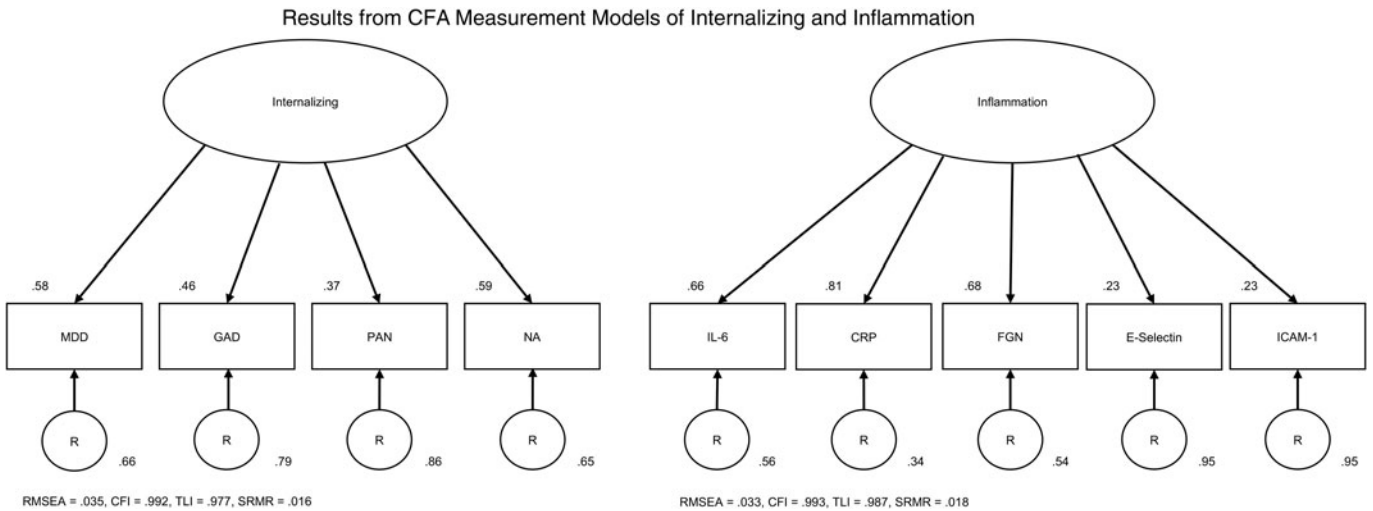 Results from CFA Measurement Models of Internalizing and Inflammation
Internalizing
Inflammation
.58
.46
.37
.59
.66
.81
.68
.23
.23
MDD
GAD
PAN
NA
IL-6
CRP
FGN
E-Selectin
ICAM-1
R
R
R
R
R
R
R
R
R
.66
.79
.86
.65
.56
.34
.54
.95
.95
RMSEA = .035, CFI = .992, TLI = .977, SRMR = .016
RMSEA = .033, CFI = .993, TLI = .987, SRMR = .018